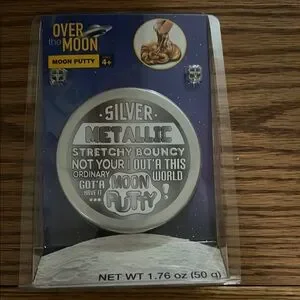 OVER
the MOON
MOON PUTTY
4+
· SILVER ·
METALLIC
STRETCHY BOUNCY
NOT YOUR OUT'A THIS
ORDINARY WORLD
GOT'A MOON
HAVE IT
... PUTTY!
NET WT 1.76 oz (50 g)